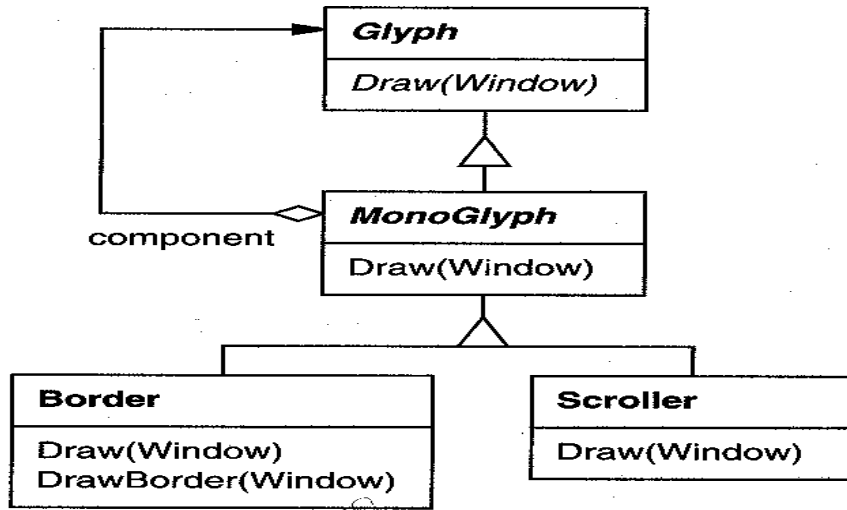 Glyph
Draw(Window)
MonoGlyph
component
Draw(Window)
Border
Draw(Window)
DrawBorder(Window)
Scroller
Draw(Window)